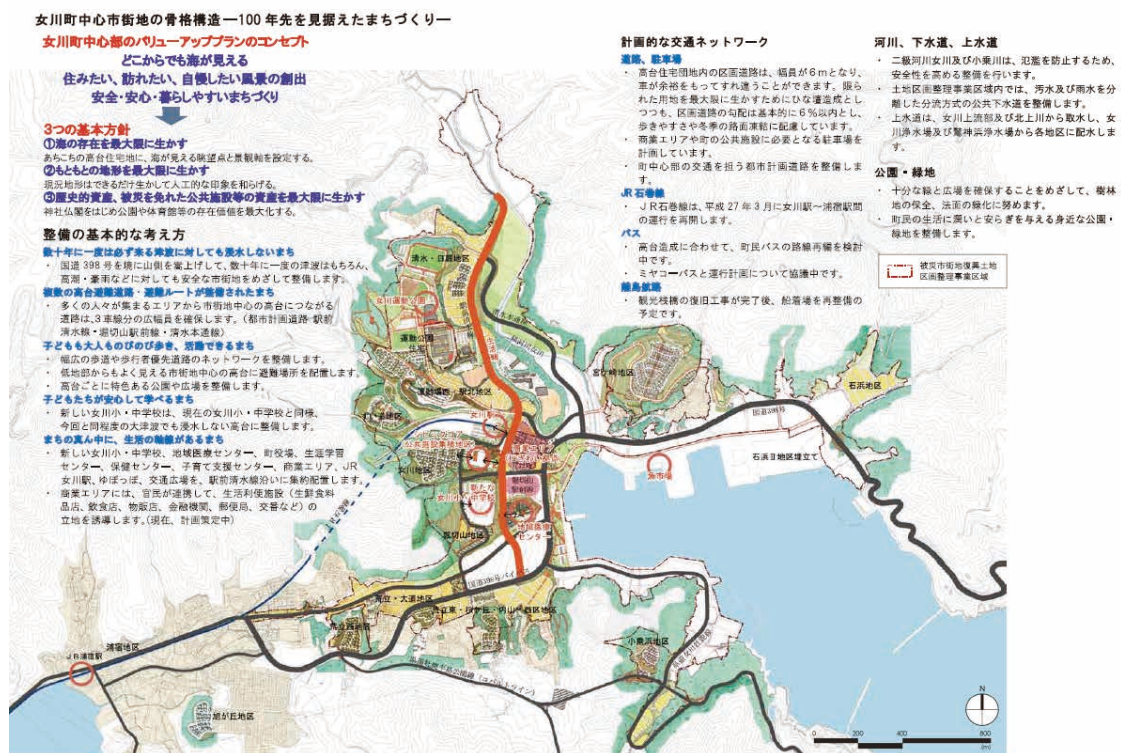 女川町中心市街地の骨格構造―100年先を見据えたまちづくり―
女川町中心部のバリューアッププランのコンセプト
どこからでも海が見える
住みたい、訪れたい、自慢したい風景の創出
安全・安心・暮らしやすいまちづくり
3つの基本方針
①海の存在を最大限に生かす
あちこちの高台住宅地に、海が見える眺望点と景観軸を設定する。
②もともとの地形を最大限に生かす
現況地形はできるだけ生かして人工的な印象を和らげる。
③歴史的資産、被災を免れた公共施設等の資産を最大限に生かす
神社仏閣をはじめ公園や体育館等の存在価値を最大化する。
整備の基本的な考え方
数十年に一度は必ず来る津波に対しても浸水しないまち
・ 国道398号を境に山側を嵩上げして、数十年に一度の津波はもちろん、
高潮・豪雨などに対しても安全な市街地をめざして整備します。
複数の高台避難道路・避難ルートが整備されたまち
・ 多くの人々が集まるエリアから市街地中心の高台につながる
道路は、3車線分の広幅員を確保します。（都市計画道路・駅前
清水線・堀切山駅前線・清水本通線）
子どもも大人ものびのび歩き、活動できるまち
・ 幅広の歩道や歩行者優先道路のネットワークを整備します。
・ 低地部からもよく見える市街地中心の高台に避難場所を配置します。
・ 高台ごとに特色ある公園や広場を整備します。
子どもたちが安心して学べるまち
・ 新しい女川小・中学校は、現在の女川小・中学校と同様、
今回と同程度の大津波でも浸水しない高台に整備します。
まちの真ん中に、生活の軸線があるまち
・ 新しい女川小・中学校、地域医療センター、町役場、生涯学習
センター、保健センター、子育て支援センター、商業エリア、JR
女川駅、ゆぽっぽ、交通広場を、駅前清水線沿いに集約配置します。
・ 商業エリアには、官民が連携して、生活利便施設（生鮮食料
品店、飲食店、物販店、金融機関、郵便局、交番など）の
立地を誘導します。（現在、計画策定中）
計画的な交通ネットワーク
道路、駐車場
・ 高台住宅団地内の区画道路は、幅員が6mとなり、
車が余裕をもってすれ違うことができます。限ら
れた用地を最大限に生かすためにひな壇造成とし
つつも、区画道路の勾配は基本的に6％以内とし、
歩きやすさや冬季の路面凍結に配慮しています。
・ 商業エリアや町の公共施設に必要となる駐車場を
計画しています。
・ 町中心部の交通を担う都市計画道路を整備しま
す。
JR石巻線
・ JR石巻線は、平成27年3月に女川駅～浦宿駅間
の運行を再開します。
バス
・ 高台造成に合わせて、町民バスの路線再編を検討
中です。
・ ミヤコーバスと運行計画について協議中です。
離島航路
・ 観光桟橋の復旧工事が完了後、船着場を再整備の
予定です。
河川、下水道、上水道
・ 二級河川女川及び小乗川は、氾濫を防止するため、
安全性を高める整備を行います。
・ 土地区画整理事業区域内では、汚水及び雨水を分
離した分流方式の公共下水道を整備します。
・ 上水道は、女川上流部及び北上川から取水し、女
川浄水場及び鷲神浜浄水場から各地区に配水しま
す。
公園・緑地
・ 十分な緑と広場を確保することをめざして、樹林
地の保全、法面の緑化に努めます。
・ 町民の生活に潤いと安らぎを与える身近な公園・
緑地を整備します。
被災市街地復興土地
区画整理事業区域
清水・日蕨地区
女川運動公園
運動公園
宮ケ崎地区
石浜地区
国道398号
女川駅
石浜Ⅱ地区埋立て
魚市場
女川地区
新たな
女川小・中学校
地域医療
センター
堀切山地区
国道398号バイパス
荒立・大道地区
荒立西地区
小乗浜地区
浦宿地区
JR浦宿駅
旭が丘地区
N
0 200 400 800
(m)